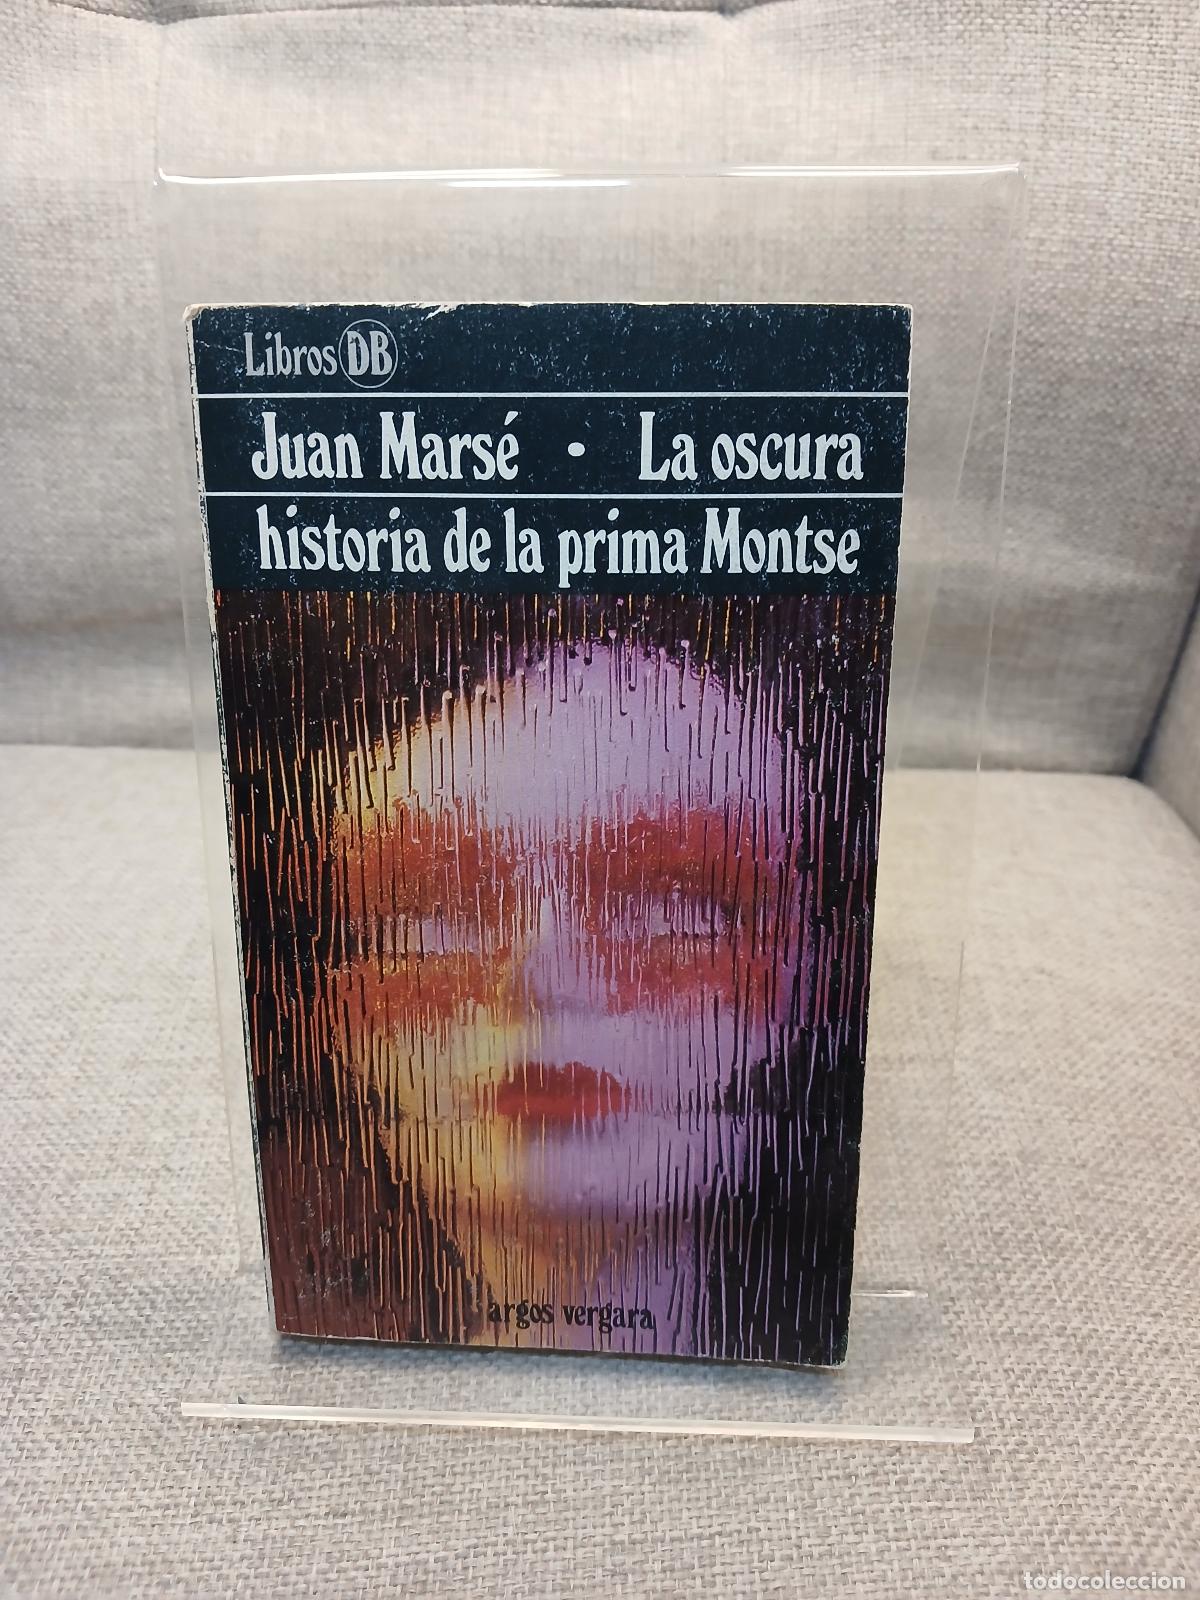 Libros DB
Juan Marsé · La oscura
historia de la prima Montse
argos vergara
todocoleccion